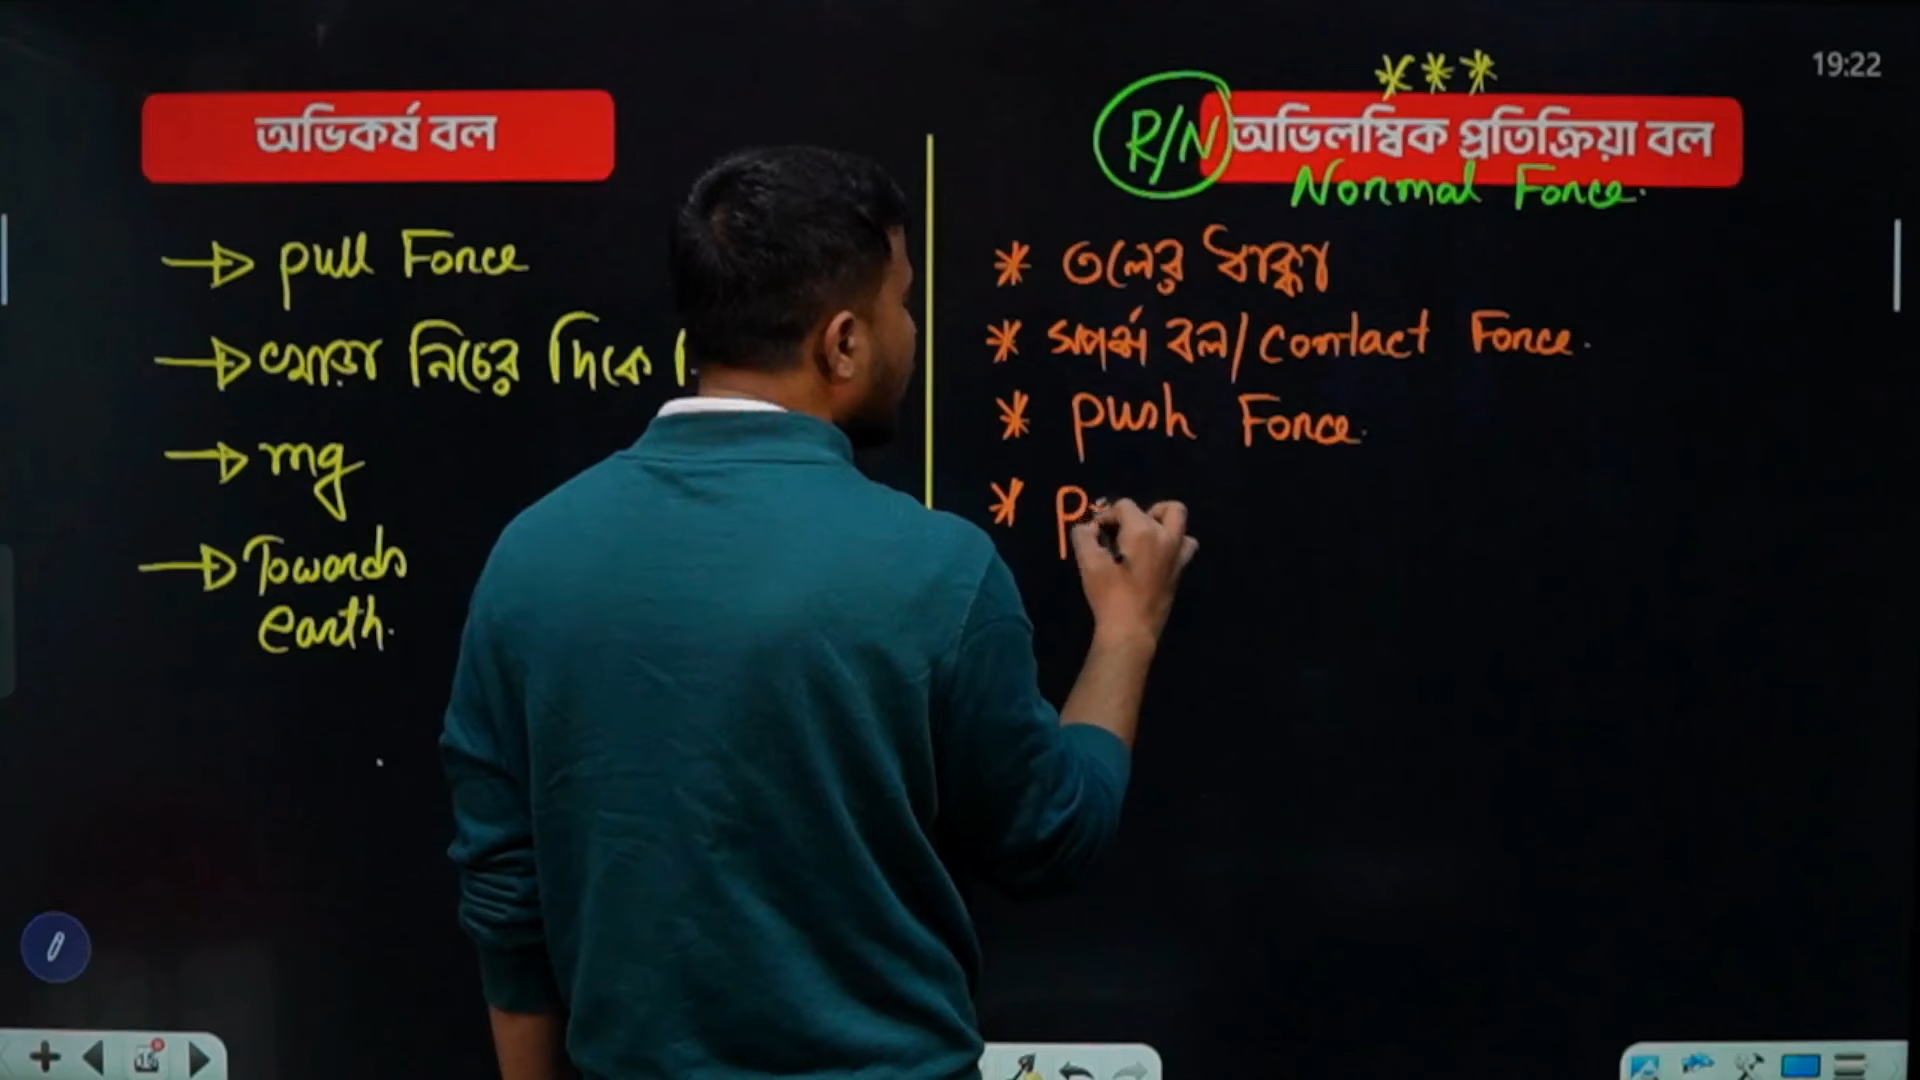 19:22
অভিকর্ষ বল
pull Force
খাড়া নিচের দিকে
mg
Towards
earth.
***
R/N
অভিলম্বিক প্রতিক্রিয়া বল
Normal Force.
* তলের ধাক্কা
* স্পর্শ বল/Contact Force.
* push Force.
*